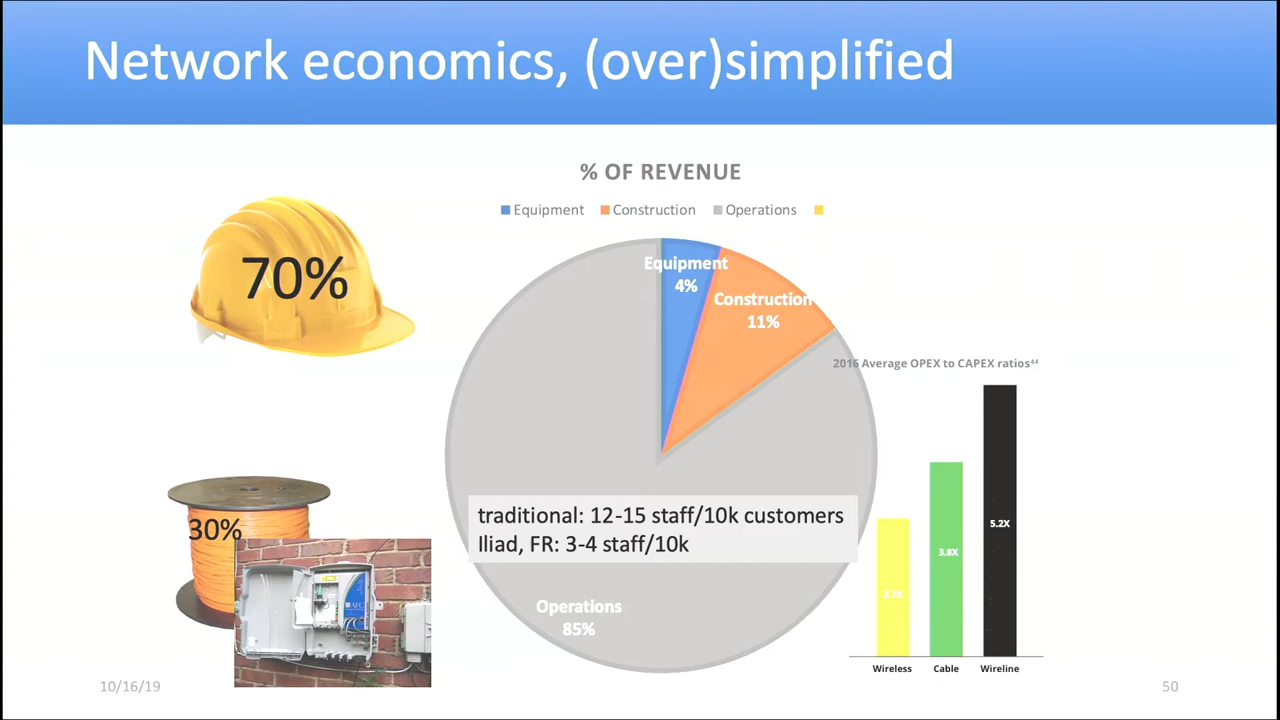 Network economics, (over)simplified
% OF REVENUE
Equipment Construction Operations
70%
Equipment
4%
Construction
11%
2016 Average OPEX to CAPEX ratios⁴⁴
30%
traditional: 12-15 staff/10k customers
Iliad, FR: 3-4 staff/10k
5.2X
3.8X
Operations
85%
AFC
Wireless Cable Wireline
10/16/19
50